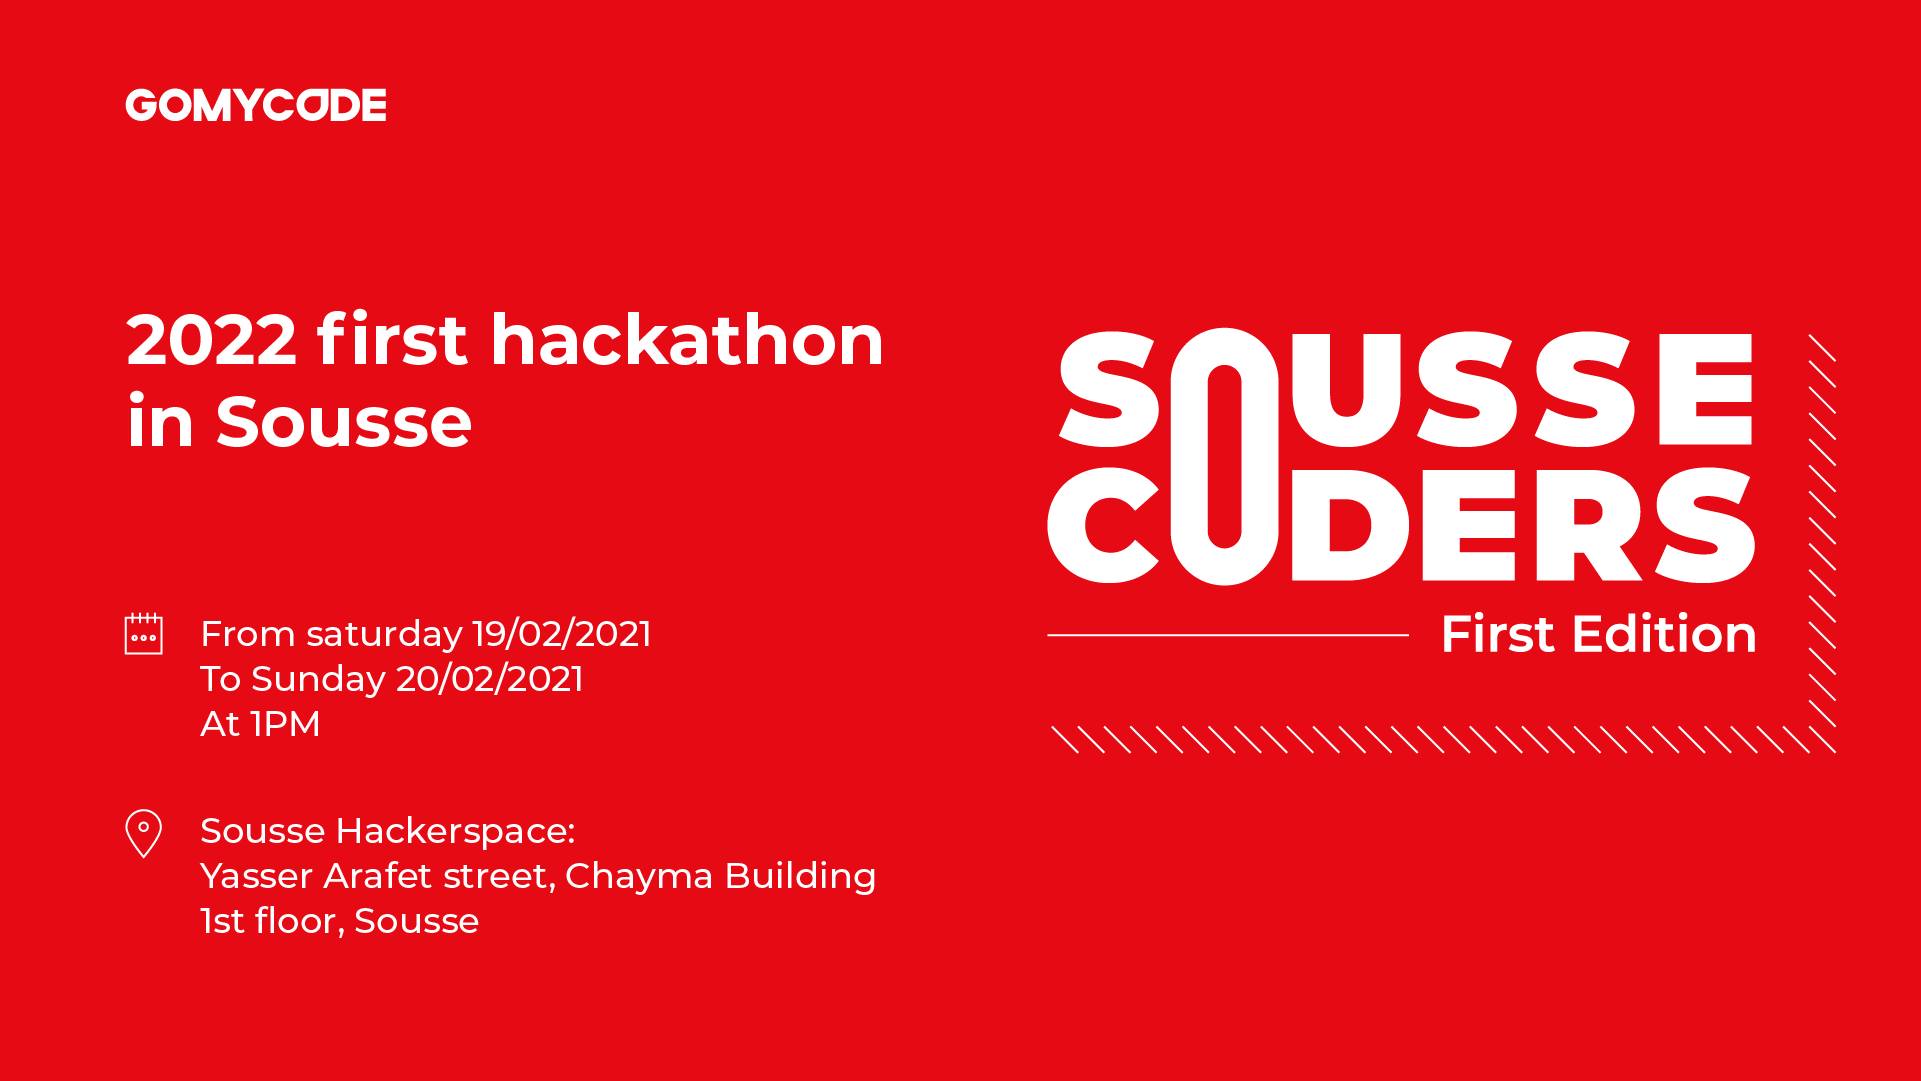 GOMYCODE
2022 first hackathon
in Sousse
From saturday 19/02/2021
To Sunday 20/02/2021
At 1PM
Sousse Hackerspace:
Yasser Arafet street, Chayma Building
1st floor, Sousse
SOUSSE
CODERS
First Edition